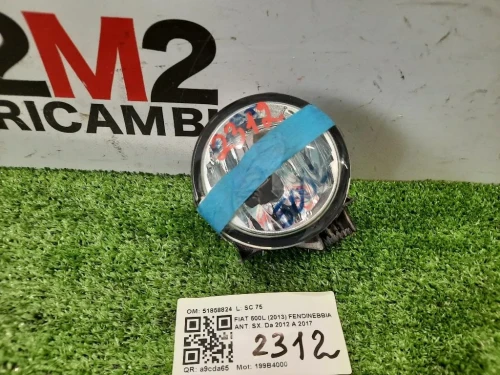 2M2
RICAMBI
2312
500L
OM: 51858824 L: SC 75
FIAT 500L (2013) FENDINEBBIA
ANT. SX. Da 2012 A 2017
2312
QR: a9cda65 Mot: 199B4000